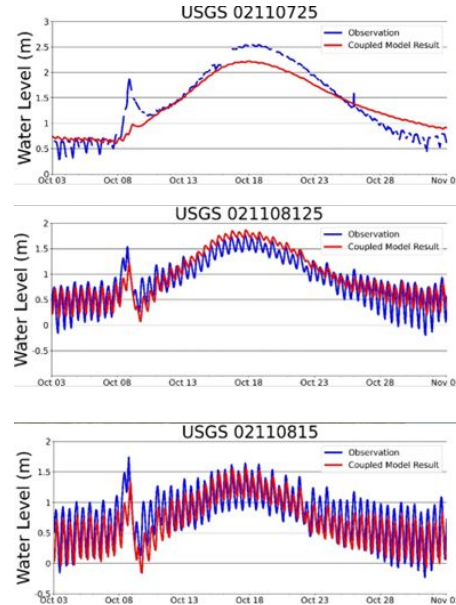 USGS 02110725
Water Level (m)
3
2.5
2
1.5
1
0.5
0
Observation
Coupled Model Result
Oct 03 Oct 08 Oct 13 Oct 18 Oct 23 Oct 28 Nov 0
USGS 021108125
Water Level (m)
2
1.5
1
0.5
0
-0.5
Observation
Coupled Model Result
Oct 03 Oct 08 Oct 13 Oct 18 Oct 23 Oct 28 Nov 0
USGS 02110815
Water Level (m)
2
1.5
1
0.5
0
-0.5
Observation
Coupled Model Result
Oct 03 Oct 08 Oct 13 Oct 18 Oct 23 Oct 28 Nov 0